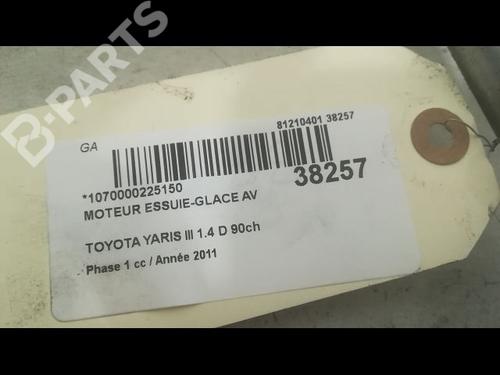 B-PARTS
GA
81210401 38257
*1070000225150
38257
MOTEUR ESSUIE-GLACE AV
TOYOTA YARIS III 1.4 D 90ch
Phase 1 cc / Année 2011